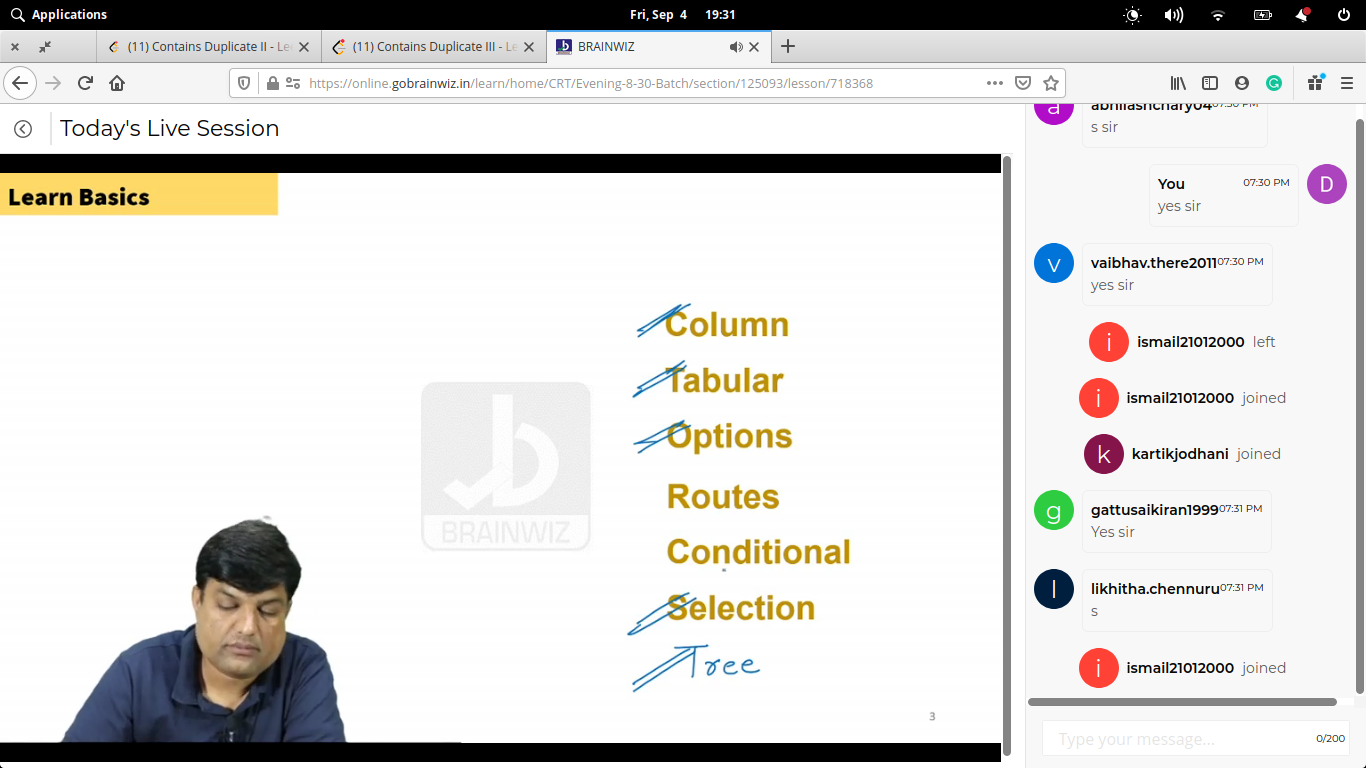 Applications
Fri, Sep 4 19:31
(11) Contains Duplicate II - Le
(11) Contains Duplicate III - Le
BRAINWIZ
https://online.gobrainwiz.in/learn/home/CRT/Evening-8-30-Batch/section/125093/lesson/718368
Today's Live Session
Learn Basics
Column
Tabular
Options
Routes
Conditional
Selection
Tree
BRAINWIZ
3
a
abhilashchary04 07:30 PM
s sir
You 07:30 PM
D
yes sir
v
vaibhav.there2011 07:30 PM
yes sir
i
ismail21012000 left
i
ismail21012000 joined
k
kartikjodhani joined
g
gattusaikiran1999 07:31 PM
Yes sir
l
likhitha.chennuru 07:31 PM
s
i
ismail21012000 joined
Type your message... 0/200